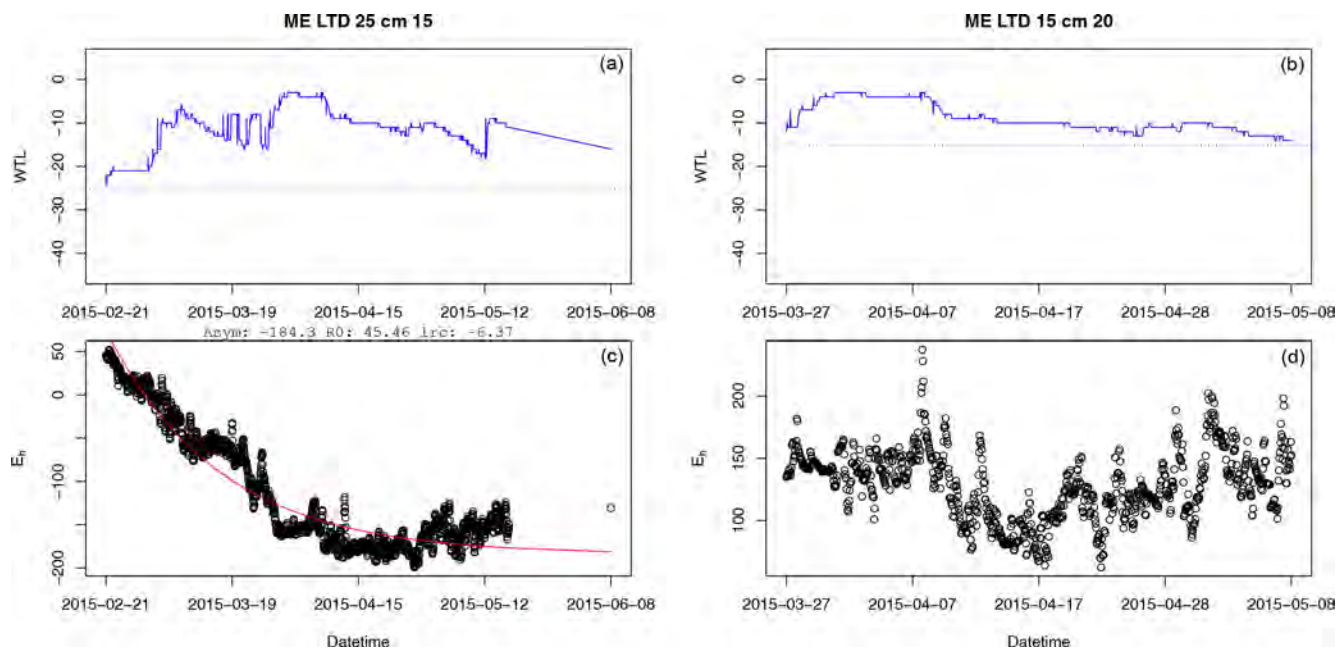 ME LTD 25 cm 15
ME LTD 15 cm 20
(a)
WTL
0
−10
−20
−30
−40
2015−02−21 2015−03−19 2015−04−15 2015−05−12 2015−06−08
(b)
WTL
0
−10
−20
−30
−40
2015−03−27 2015−04−07 2015−04−17 2015−04−28 2015−05−08
Asym: −184.3 R0: 45.46 lrc: −6.37
(c)
Eh
50
0
−100
−200
2015−02−21 2015−03−19 2015−04−15 2015−05−12 2015−06−08
Datetime
(d)
Eh
200
150
100
2015−03−27 2015−04−07 2015−04−17 2015−04−28 2015−05−08
Datetime